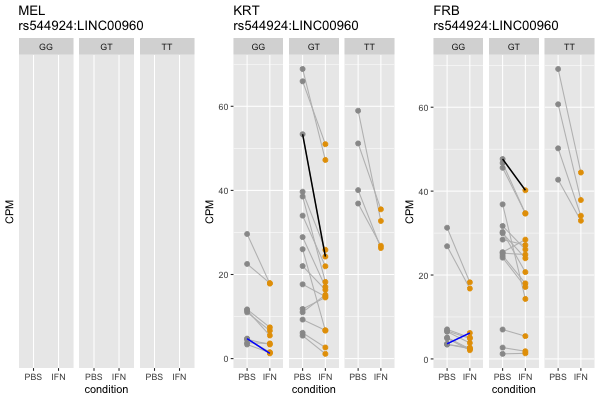 MEL
rs544924:LINC00960
GG GT TT
CPM
PBS IFN PBS IFN PBS IFN
condition
KRT
rs544924:LINC00960
GG GT TT
60
40
20
0
CPM
PBS IFN PBS IFN PBS IFN
condition
FRB
rs544924:LINC00960
GG GT TT
60
40
20
0
CPM
PBS IFN PBS IFN PBS IFN
condition